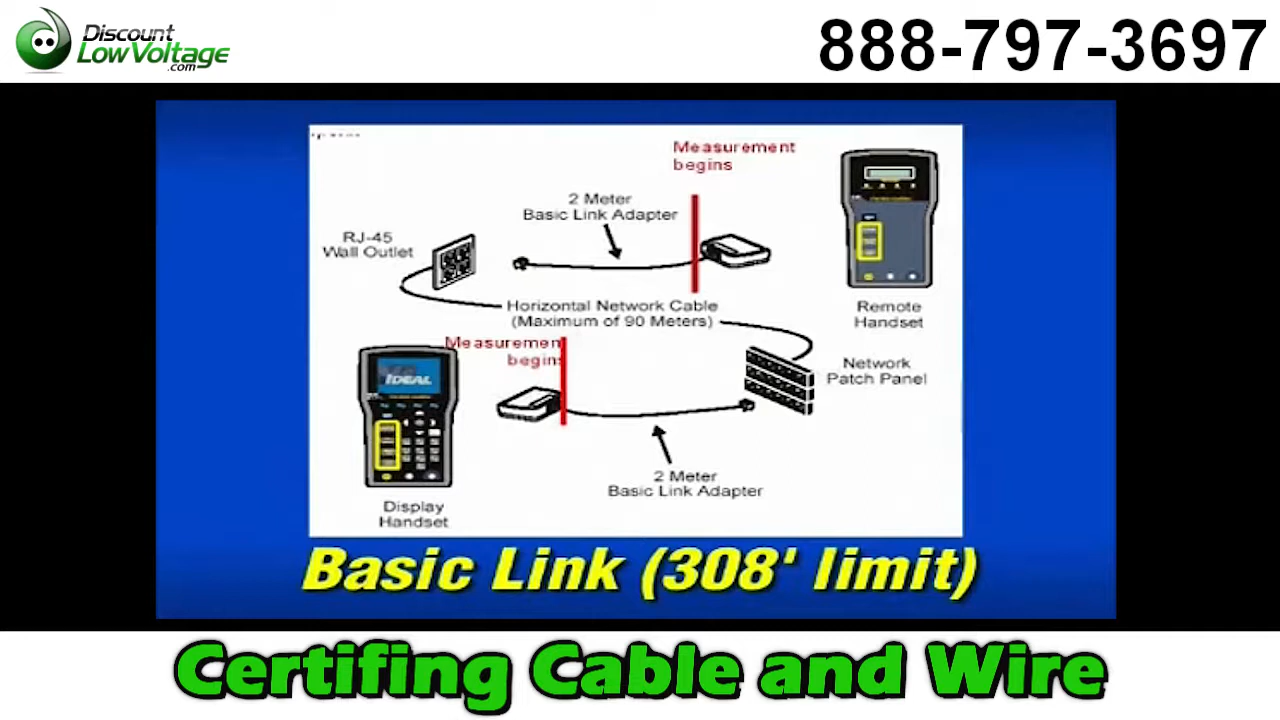 Discount
LowVoltage
.com
888-797-3697
Measurement
begins
2 Meter
Basic Link Adapter
RJ-45
Wall Outlet
Horizontal Network Cable
(Maximum of 90 Meters)
Remote
Handset
Measuremen
begins
IDEAL
Network
Patch Panel
2 Meter
Basic Link Adapter
Display
Handset
Basic Link (308' limit)
Certifing Cable and Wire